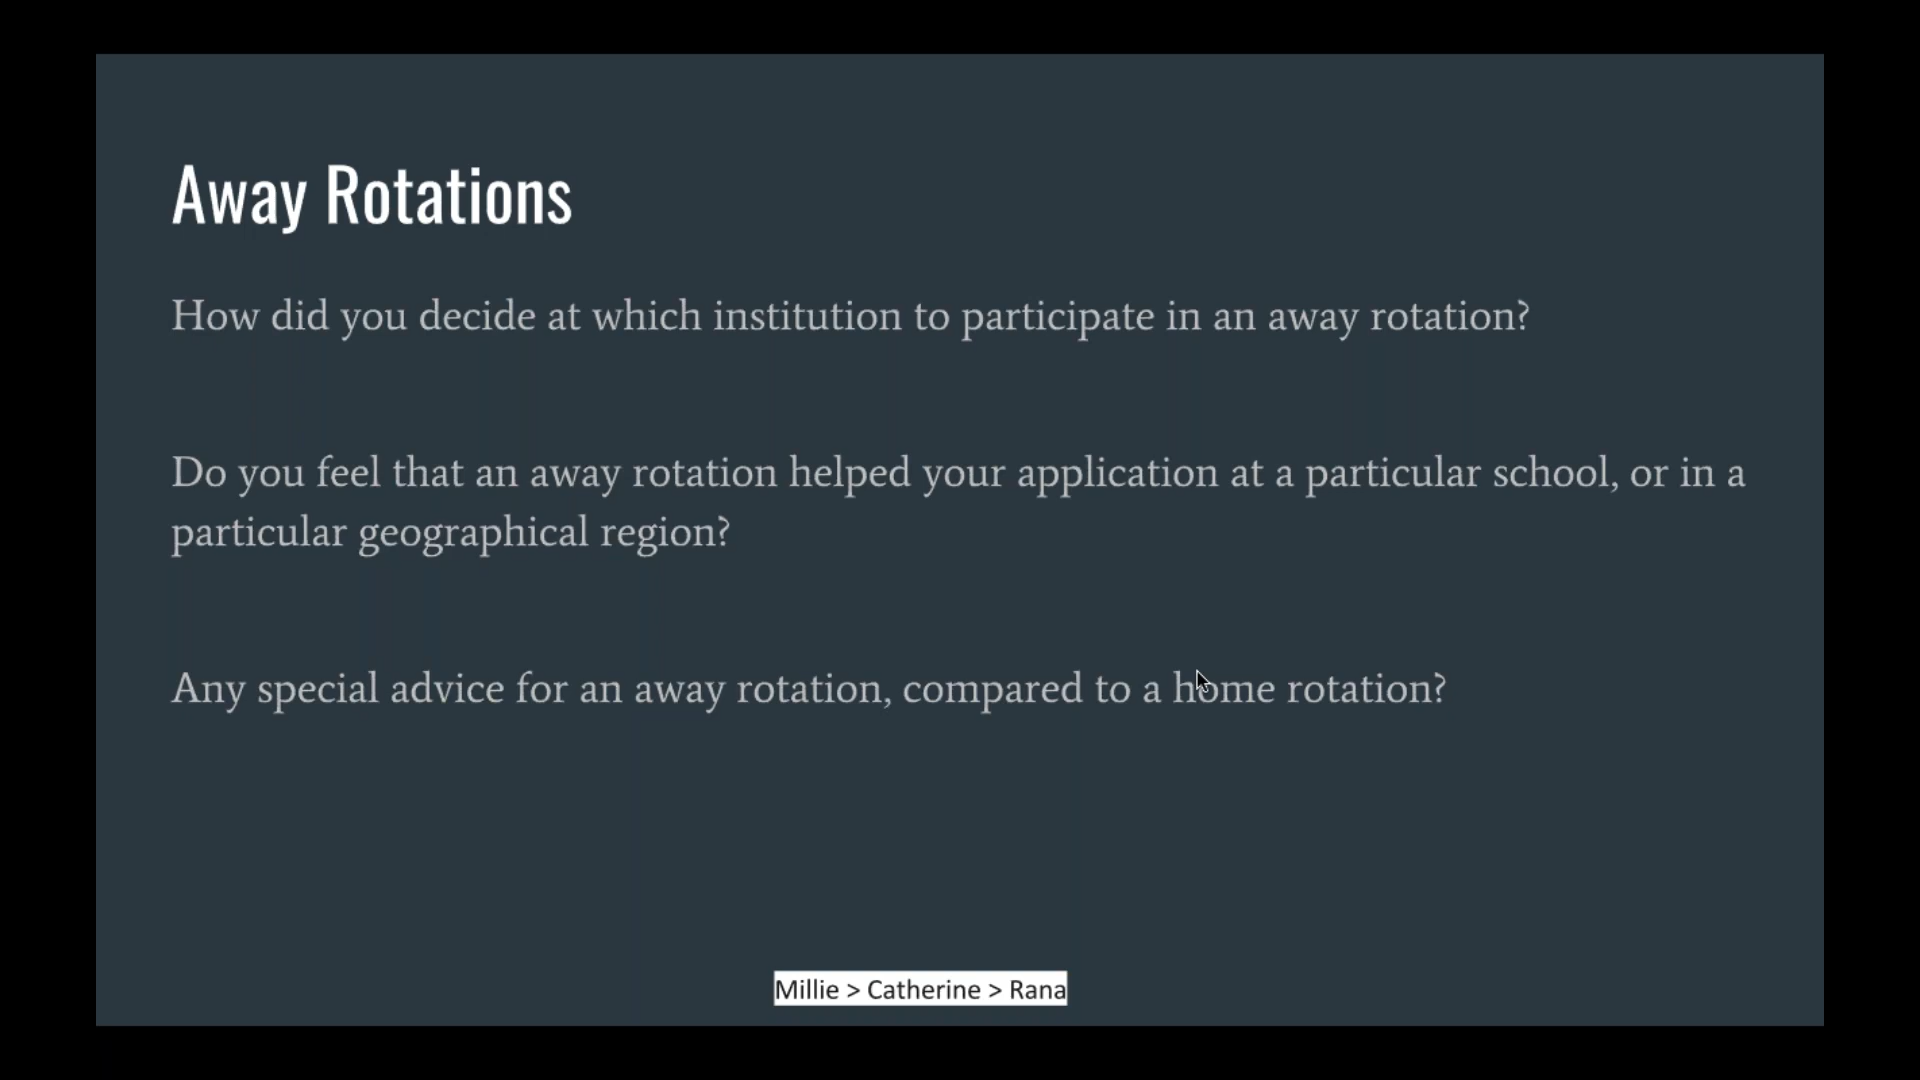 Away Rotations
How did you decide at which institution to participate in an away rotation?
Do you feel that an away rotation helped your application at a particular school, or in a
particular geographical region?
Any special advice for an away rotation, compared to a home rotation?
Millie > Catherine > Rana